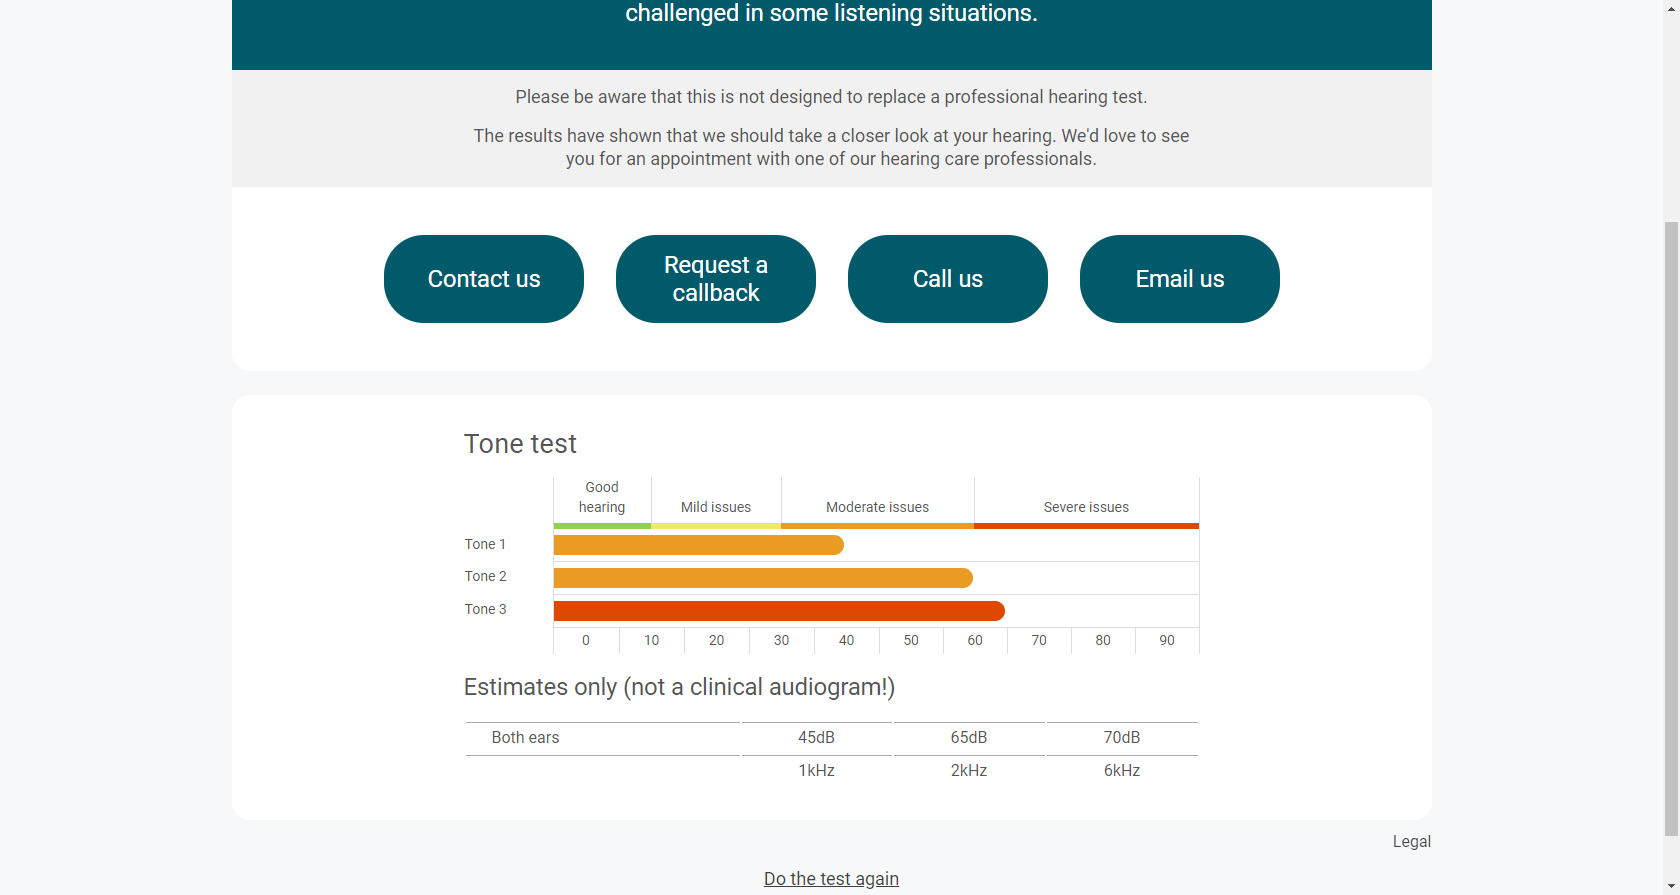 challenged in some listening situations.
Please be aware that this is not designed to replace a professional hearing test.
The results have shown that we should take a closer look at your hearing. We'd love to see
you for an appointment with one of our hearing care professionals.
Contact us
Request a
callback
Call us
Email us
Tone test
Good
hearing
Mild issues
Moderate issues
Severe issues
Tone 1
Tone 2
Tone 3
0 10 20 30 40 50 60 70 80 90
Estimates only (not a clinical audiogram!)
Both ears 45dB 65dB 70dB
1kHz 2kHz 6kHz
Legal
Do the test again